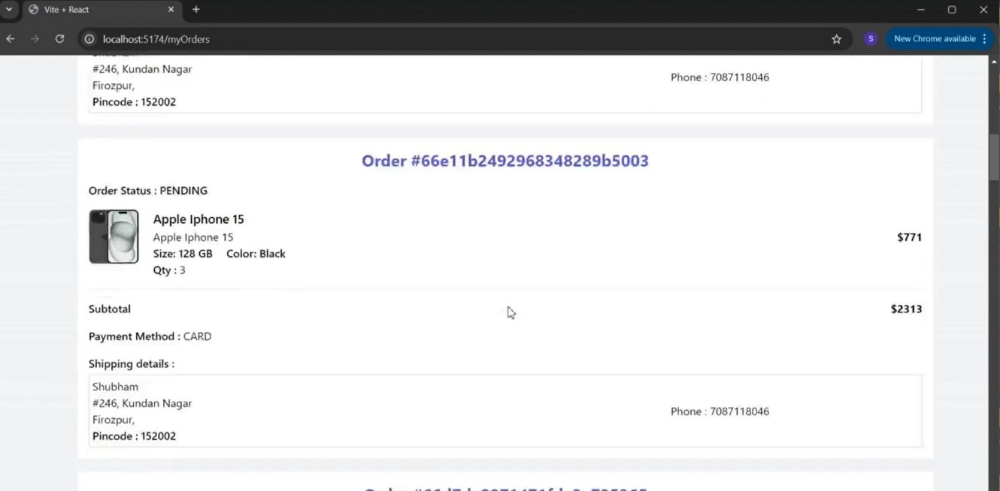 Vite + React
localhost:5174/myOrders
S
New Chrome available
#246, Kundan Nagar
Firozpur,
Phone : 7087118046
Pincode : 152002
Order #66e11b2492968348289b5003
Order Status : PENDING
Apple Iphone 15
Apple Iphone 15
$771
Size: 128 GB Color: Black
Qty : 3
Subtotal
$2313
Payment Method : CARD
Shipping details :
Shubham
#246, Kundan Nagar
Firozpur,
Phone : 7087118046
Pincode : 152002